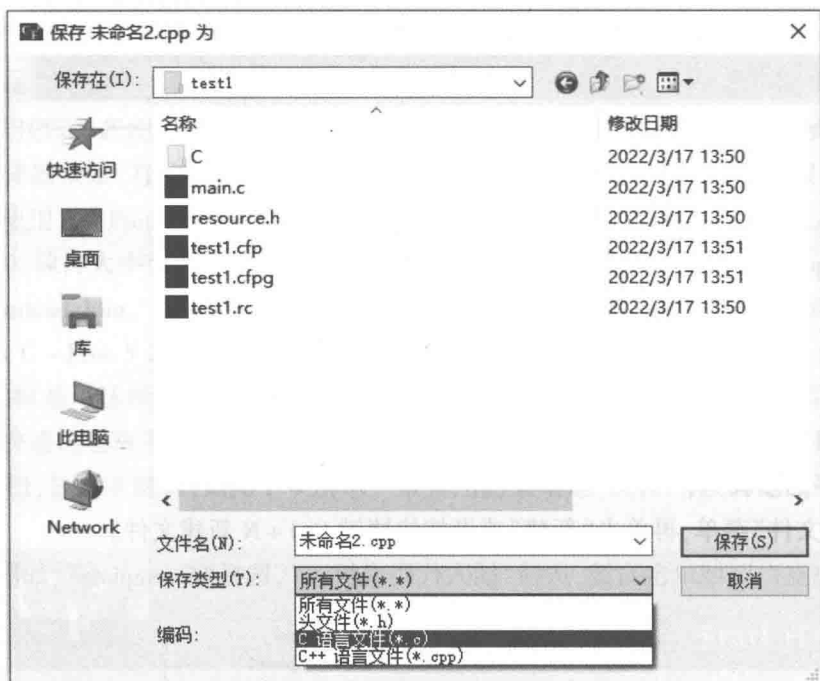 保存 未命名2.cpp 为
保存在(I): test1
名称 修改日期
C 2022/3/17 13:50
main.c 2022/3/17 13:50
resource.h 2022/3/17 13:50
test1.cfp 2022/3/17 13:51
test1.cfpg 2022/3/17 13:51
test1.rc 2022/3/17 13:50
快速访问
桌面
库
此电脑
Network
文件名(N): 未命名2.cpp 保存(S)
保存类型(T): 所有文件(*.*) 取消
所有文件(*.*)
头文件(*.h)
编码: C 语言文件(*.c)
C++ 语言文件(*.cpp)